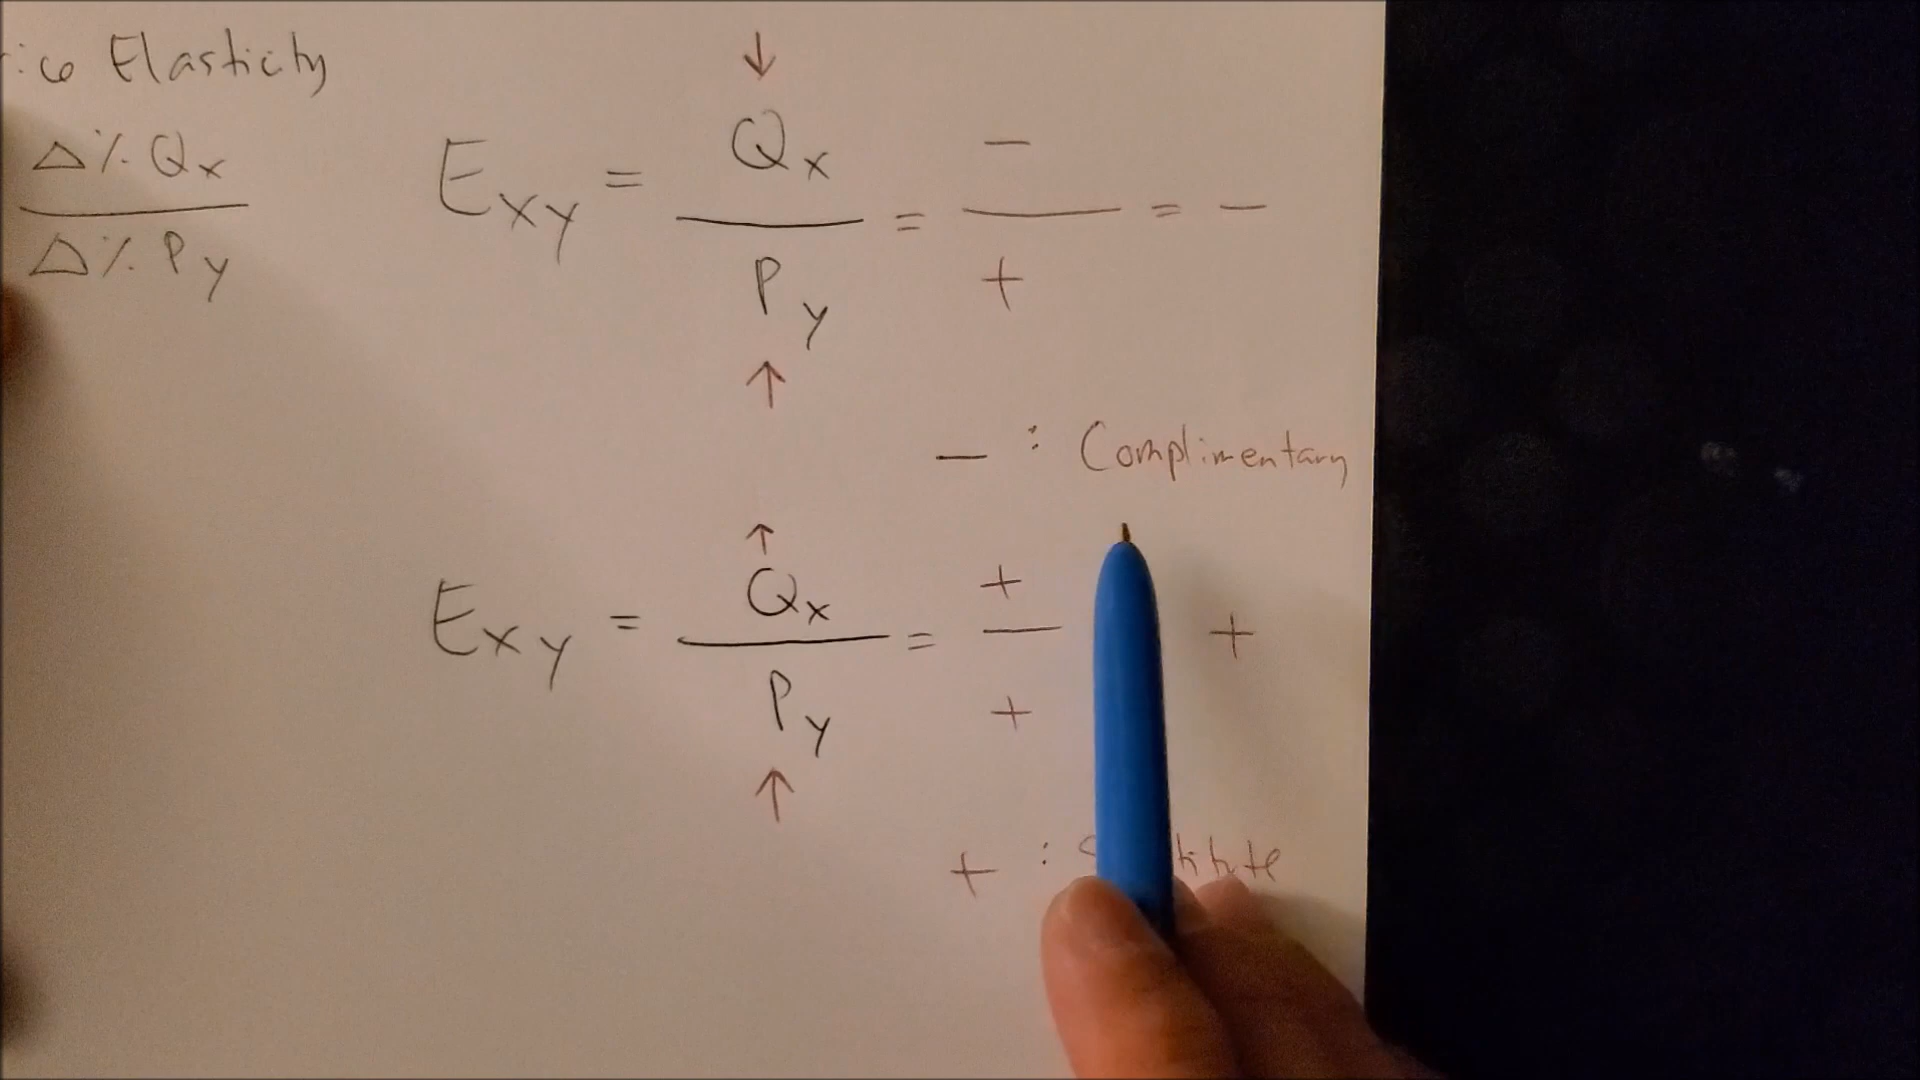 Elasticity
Δ% Qx
Δ% Py
↓
Exy = Qx / Py = - / + = -
↑
- : Complimentary
↑
Exy = Qx / Py = + / + +
↑
+ :